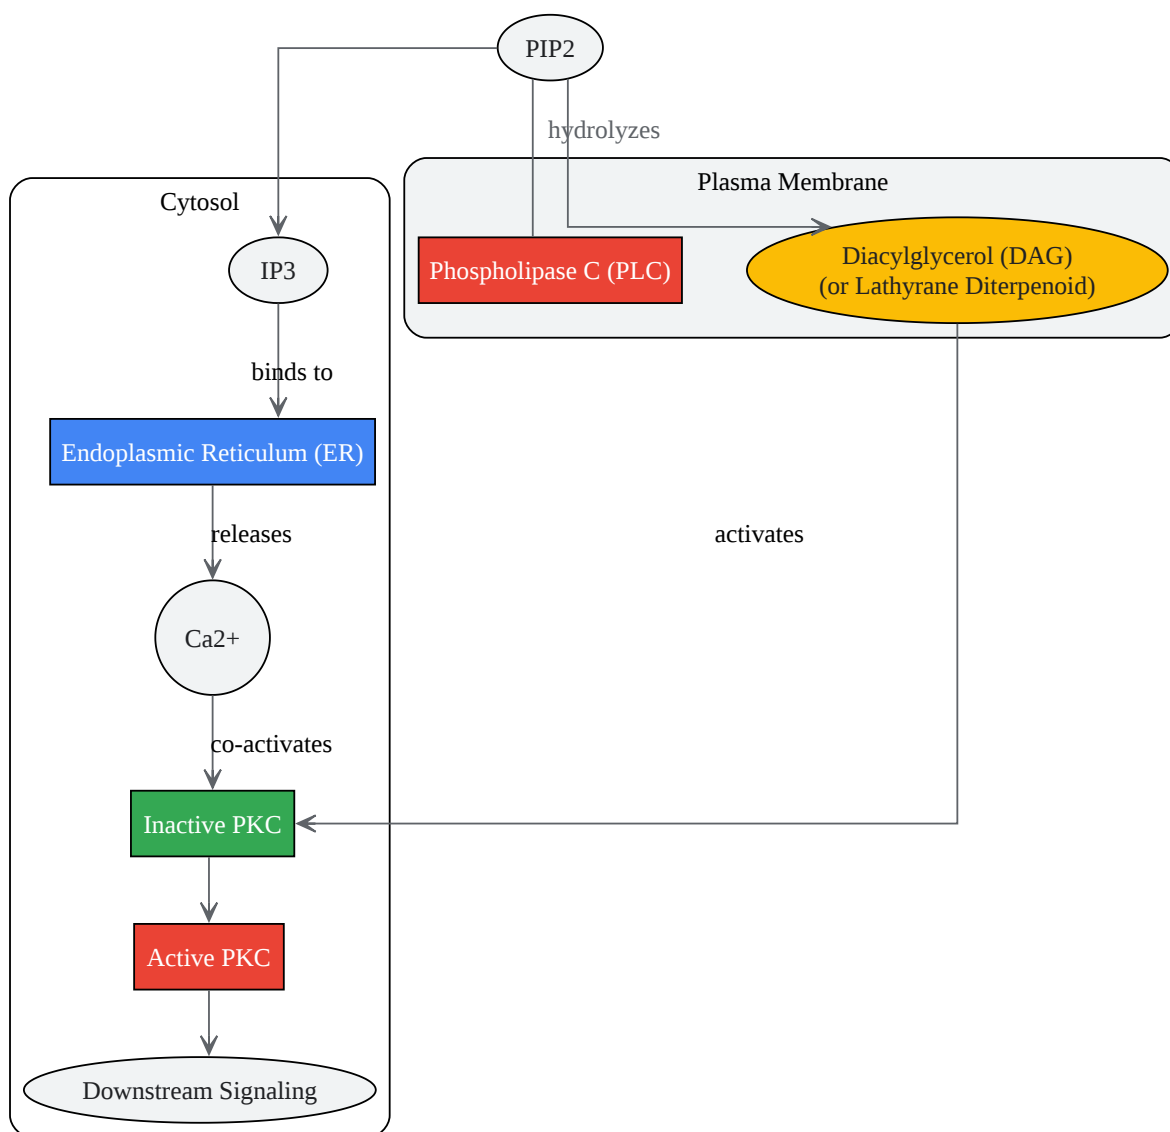 PIP2
hydrolyzes
Plasma Membrane
Cytosol
Phospholipase C (PLC)
Diacylglycerol (DAG)
(or Lathyrane Diterpenoid)
IP3
binds to
Endoplasmic Reticulum (ER)
releases
activates
Ca2+
co-activates
Inactive PKC
Active PKC
Downstream Signaling